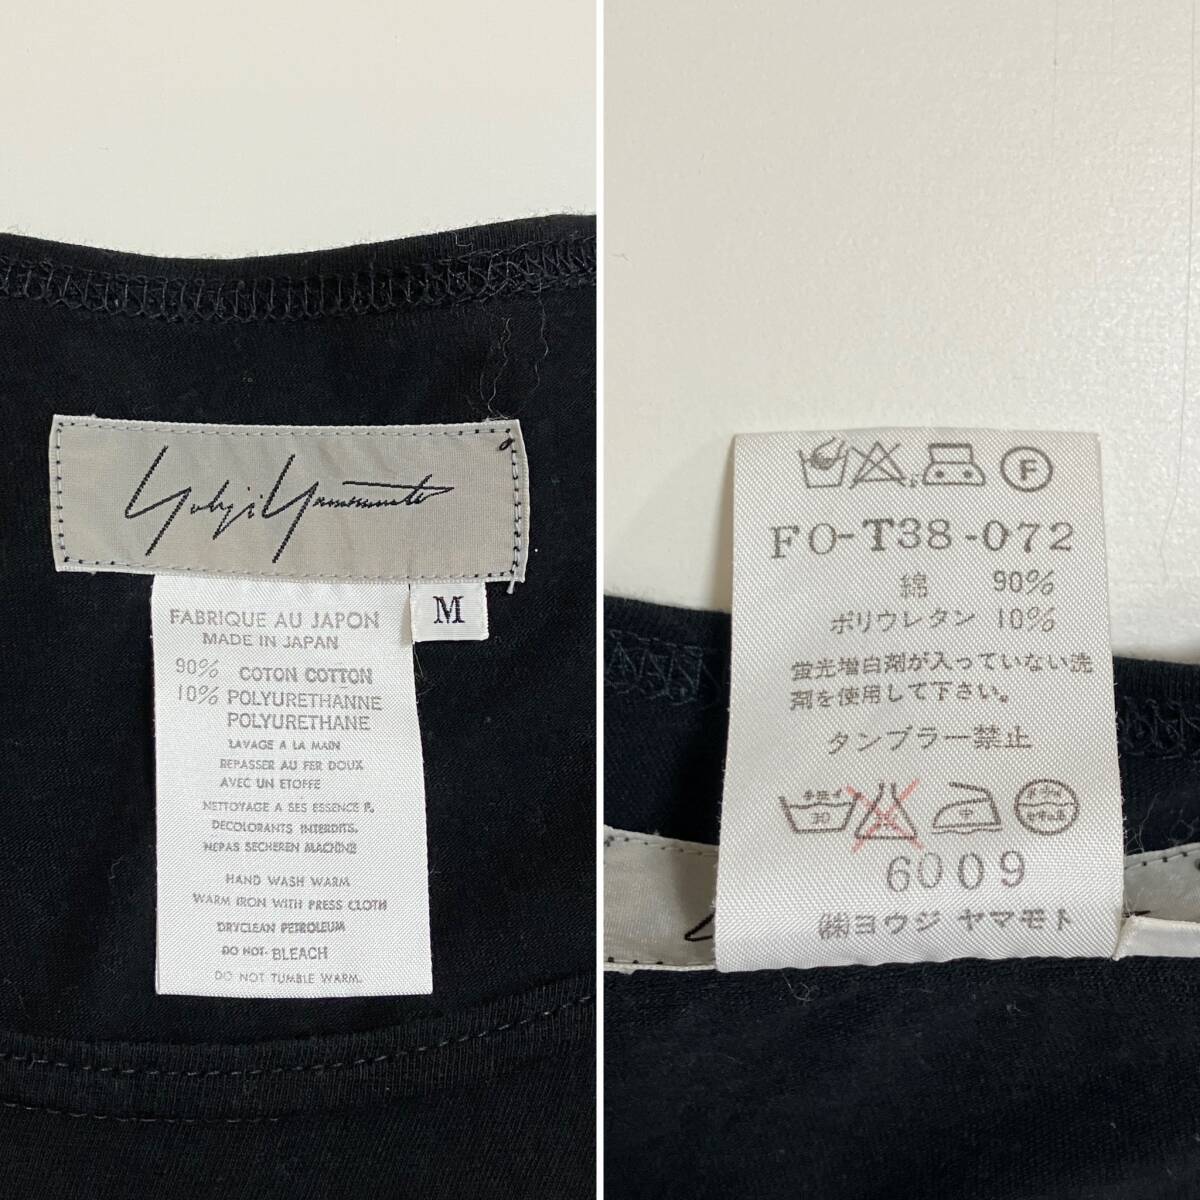 Yohji Yamamoto
M
FABRIQUE AU JAPON
MADE IN JAPAN
90% COTON COTTON
10% POLYURETHANNE
POLYURETHANE
LAVAGE A LA MAIN
REPASSER AU FER DOUX
AVEC UN ETOFFE
NETTOYAGE A SES ESSENCE F.
DECOLORANTS INTERDITS.
NEPAS SECHEREN MACHINE
HAND WASH WARM
WARM IRON WITH PRESS CLOTH
DRYCLEAN PETROLEUM
DO NOT BLEACH
DO NOT TUMBLE WARM.
F
FO-T38-072
綿 90%
ポリウレタン 10%
蛍光増白剤が入っていない洗
剤を使用して下さい。
タンブラー禁止
手洗イ
30
中
6009
㈱ヨウジ ヤマモト